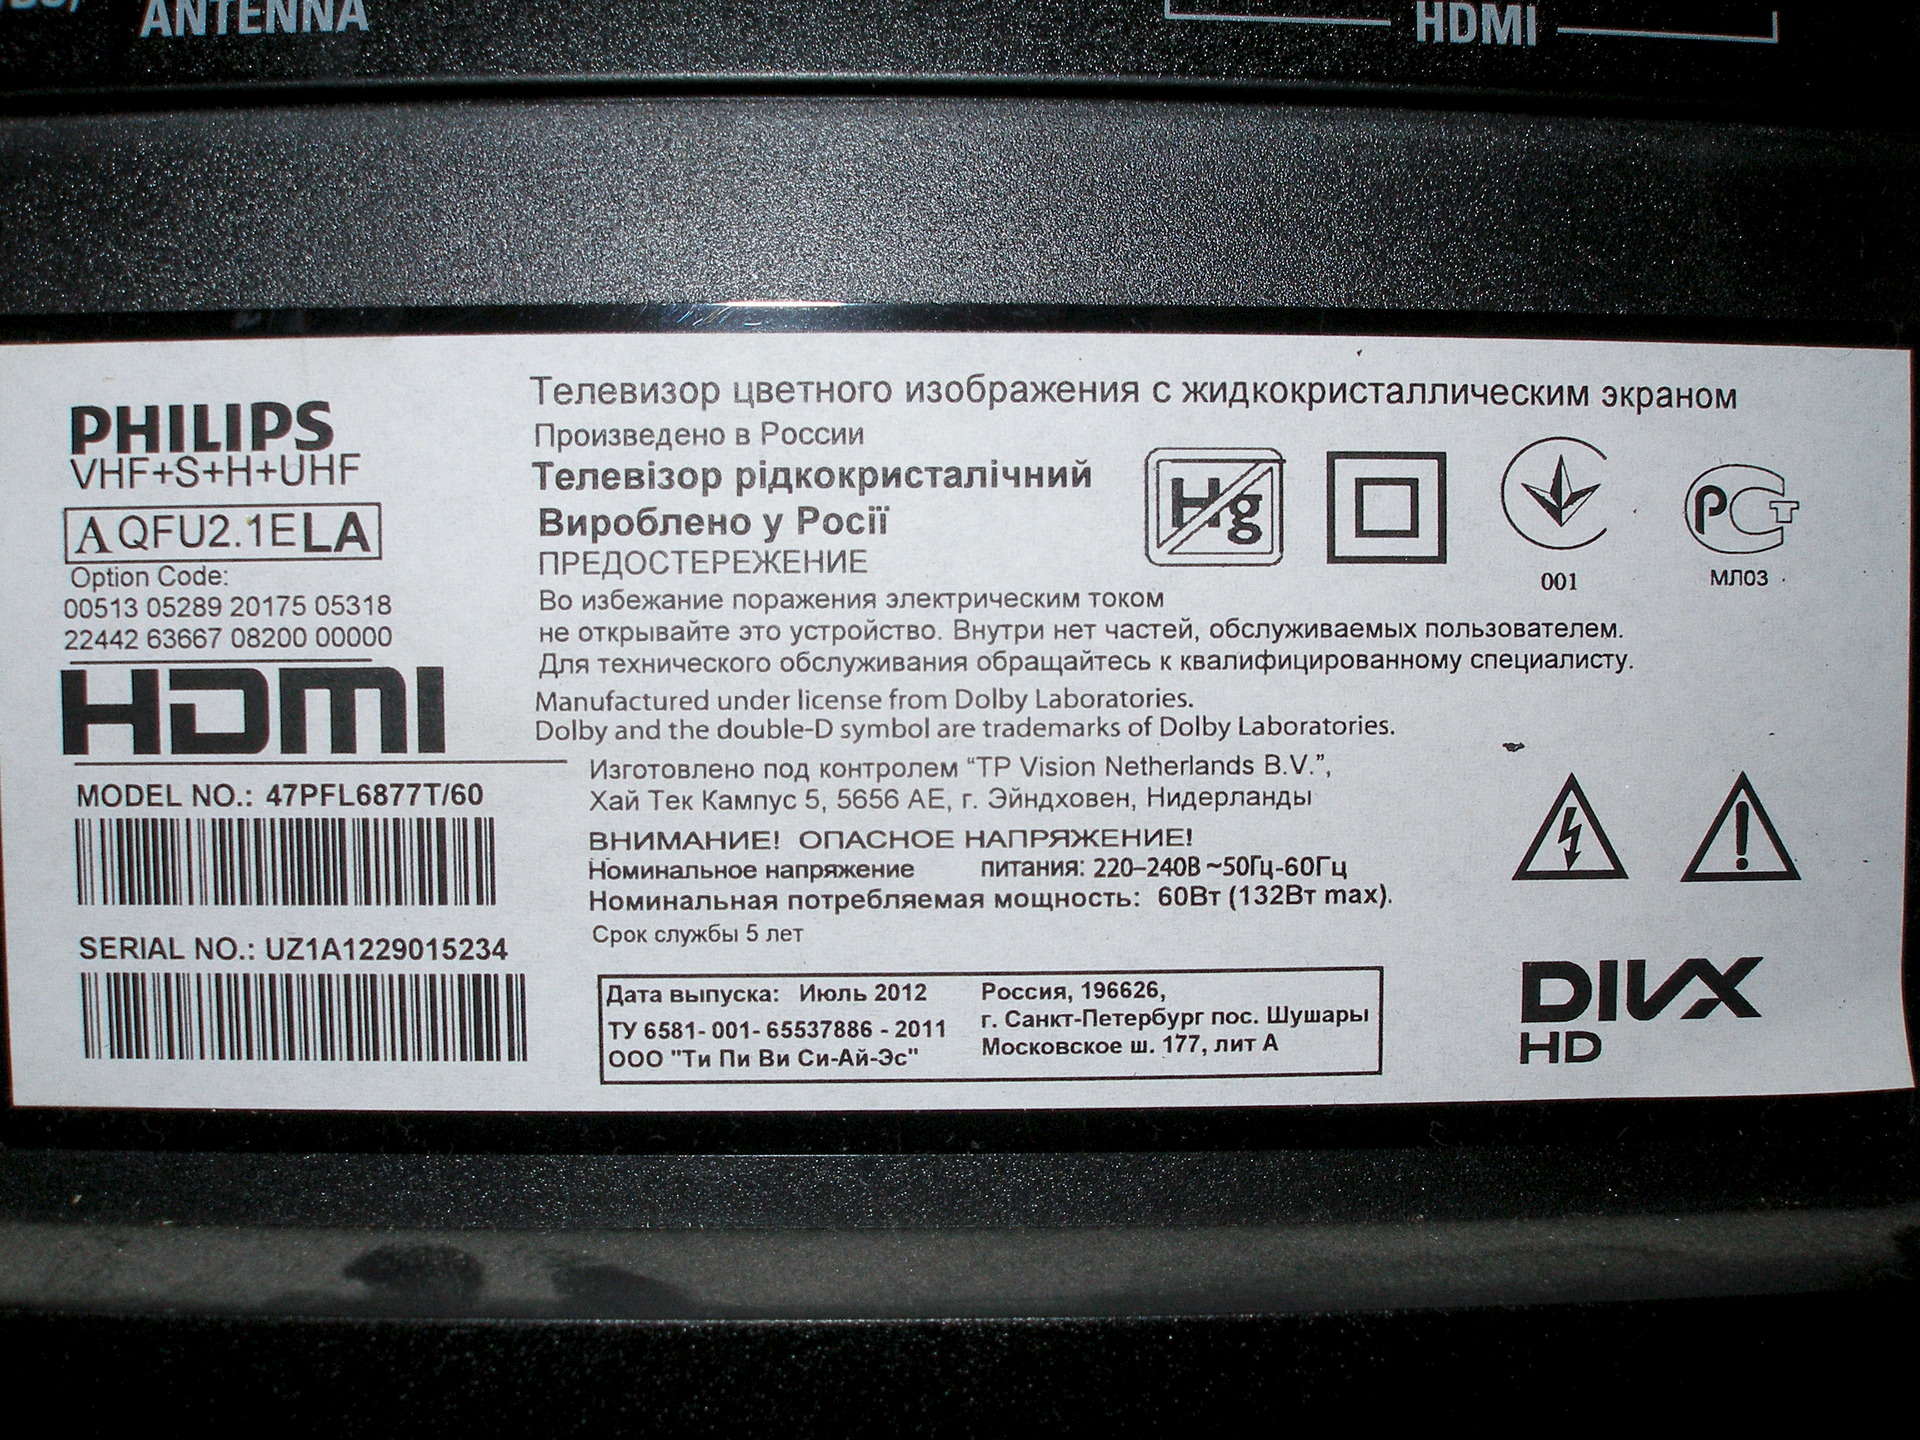 ANTENNA
HDMI
PHILIPS
VHF+S+H+UHF
A QFU2.1E LA
Option Code:
00513 05289 20175 05318
22442 63667 08200 00000
HDMI
MODEL NO.: 47PFL6877T/60
SERIAL NO.: UZ1A1229015234
Телевизор цветного изображения с жидкокристаллическим экраном
Произведено в России
Телевізор рідкокристалічний
Вироблено у Росії
ПРЕДОСТЕРЕЖЕНИЕ
Во избежание поражения электрическим током
не открывайте это устройство. Внутри нет частей, обслуживаемых пользователем.
Для технического обслуживания обращайтесь к квалифицированному специалисту.
Manufactured under license from Dolby Laboratories.
Dolby and the double-D symbol are trademarks of Dolby Laboratories.
Изготовлено под контролем “TP Vision Netherlands B.V.”,
Хай Тек Кампус 5, 5656 AE, г. Эйндховен, Нидерланды
ВНИМАНИЕ! ОПАСНОЕ НАПРЯЖЕНИЕ!
Номинальное напряжение питания: 220–240В ~50Гц-60Гц
Номинальная потребляемая мощность: 60Вт (132Вт max).
Срок службы 5 лет
Дата выпуска: Июль 2012
ТУ 6581- 001- 65537886 - 2011
ООО "Ти Пи Ви Си-Ай-Эс"
Россия, 196626,
г. Санкт-Петербург пос. Шушары
Московское ш. 177, лит А
Hg
001
РСТ
МЛ03
DIVX
HD